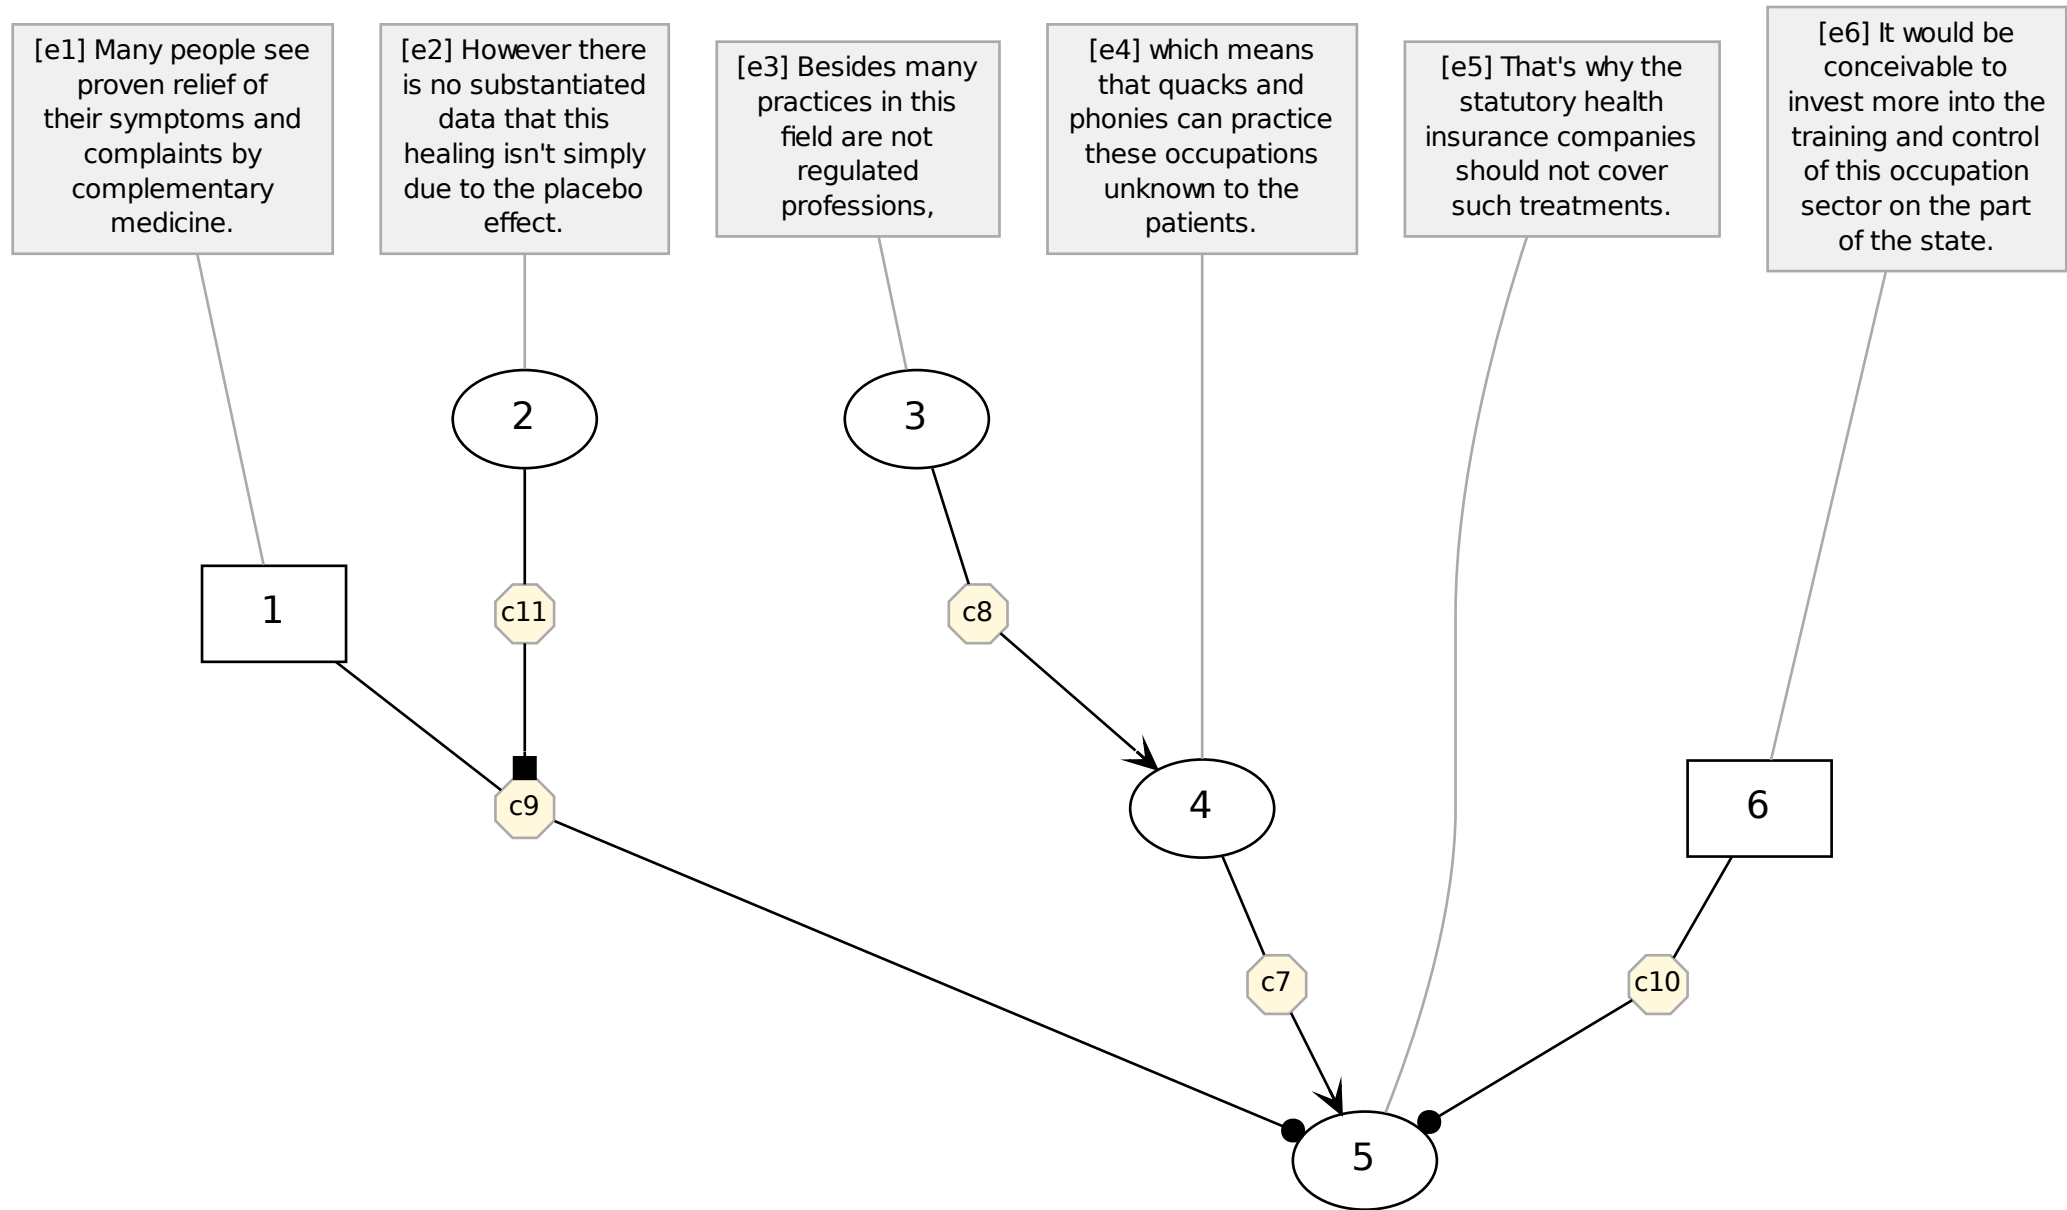 [e1] Many people see
proven relief of
their symptoms and
complaints by
complementary
medicine.
[e2] However there
is no substantiated
data that this
healing isn't simply
due to the placebo
effect.
[e3] Besides many
practices in this
field are not
regulated
professions,
[e4] which means
that quacks and
phonies can practice
these occupations
unknown to the
patients.
[e5] That's why the
statutory health
insurance companies
should not cover
such treatments.
[e6] It would be
conceivable to
invest more into the
training and control
of this occupation
sector on the part
of the state.
2
3
1
c11
c8
c9
4
6
c7
c10
5